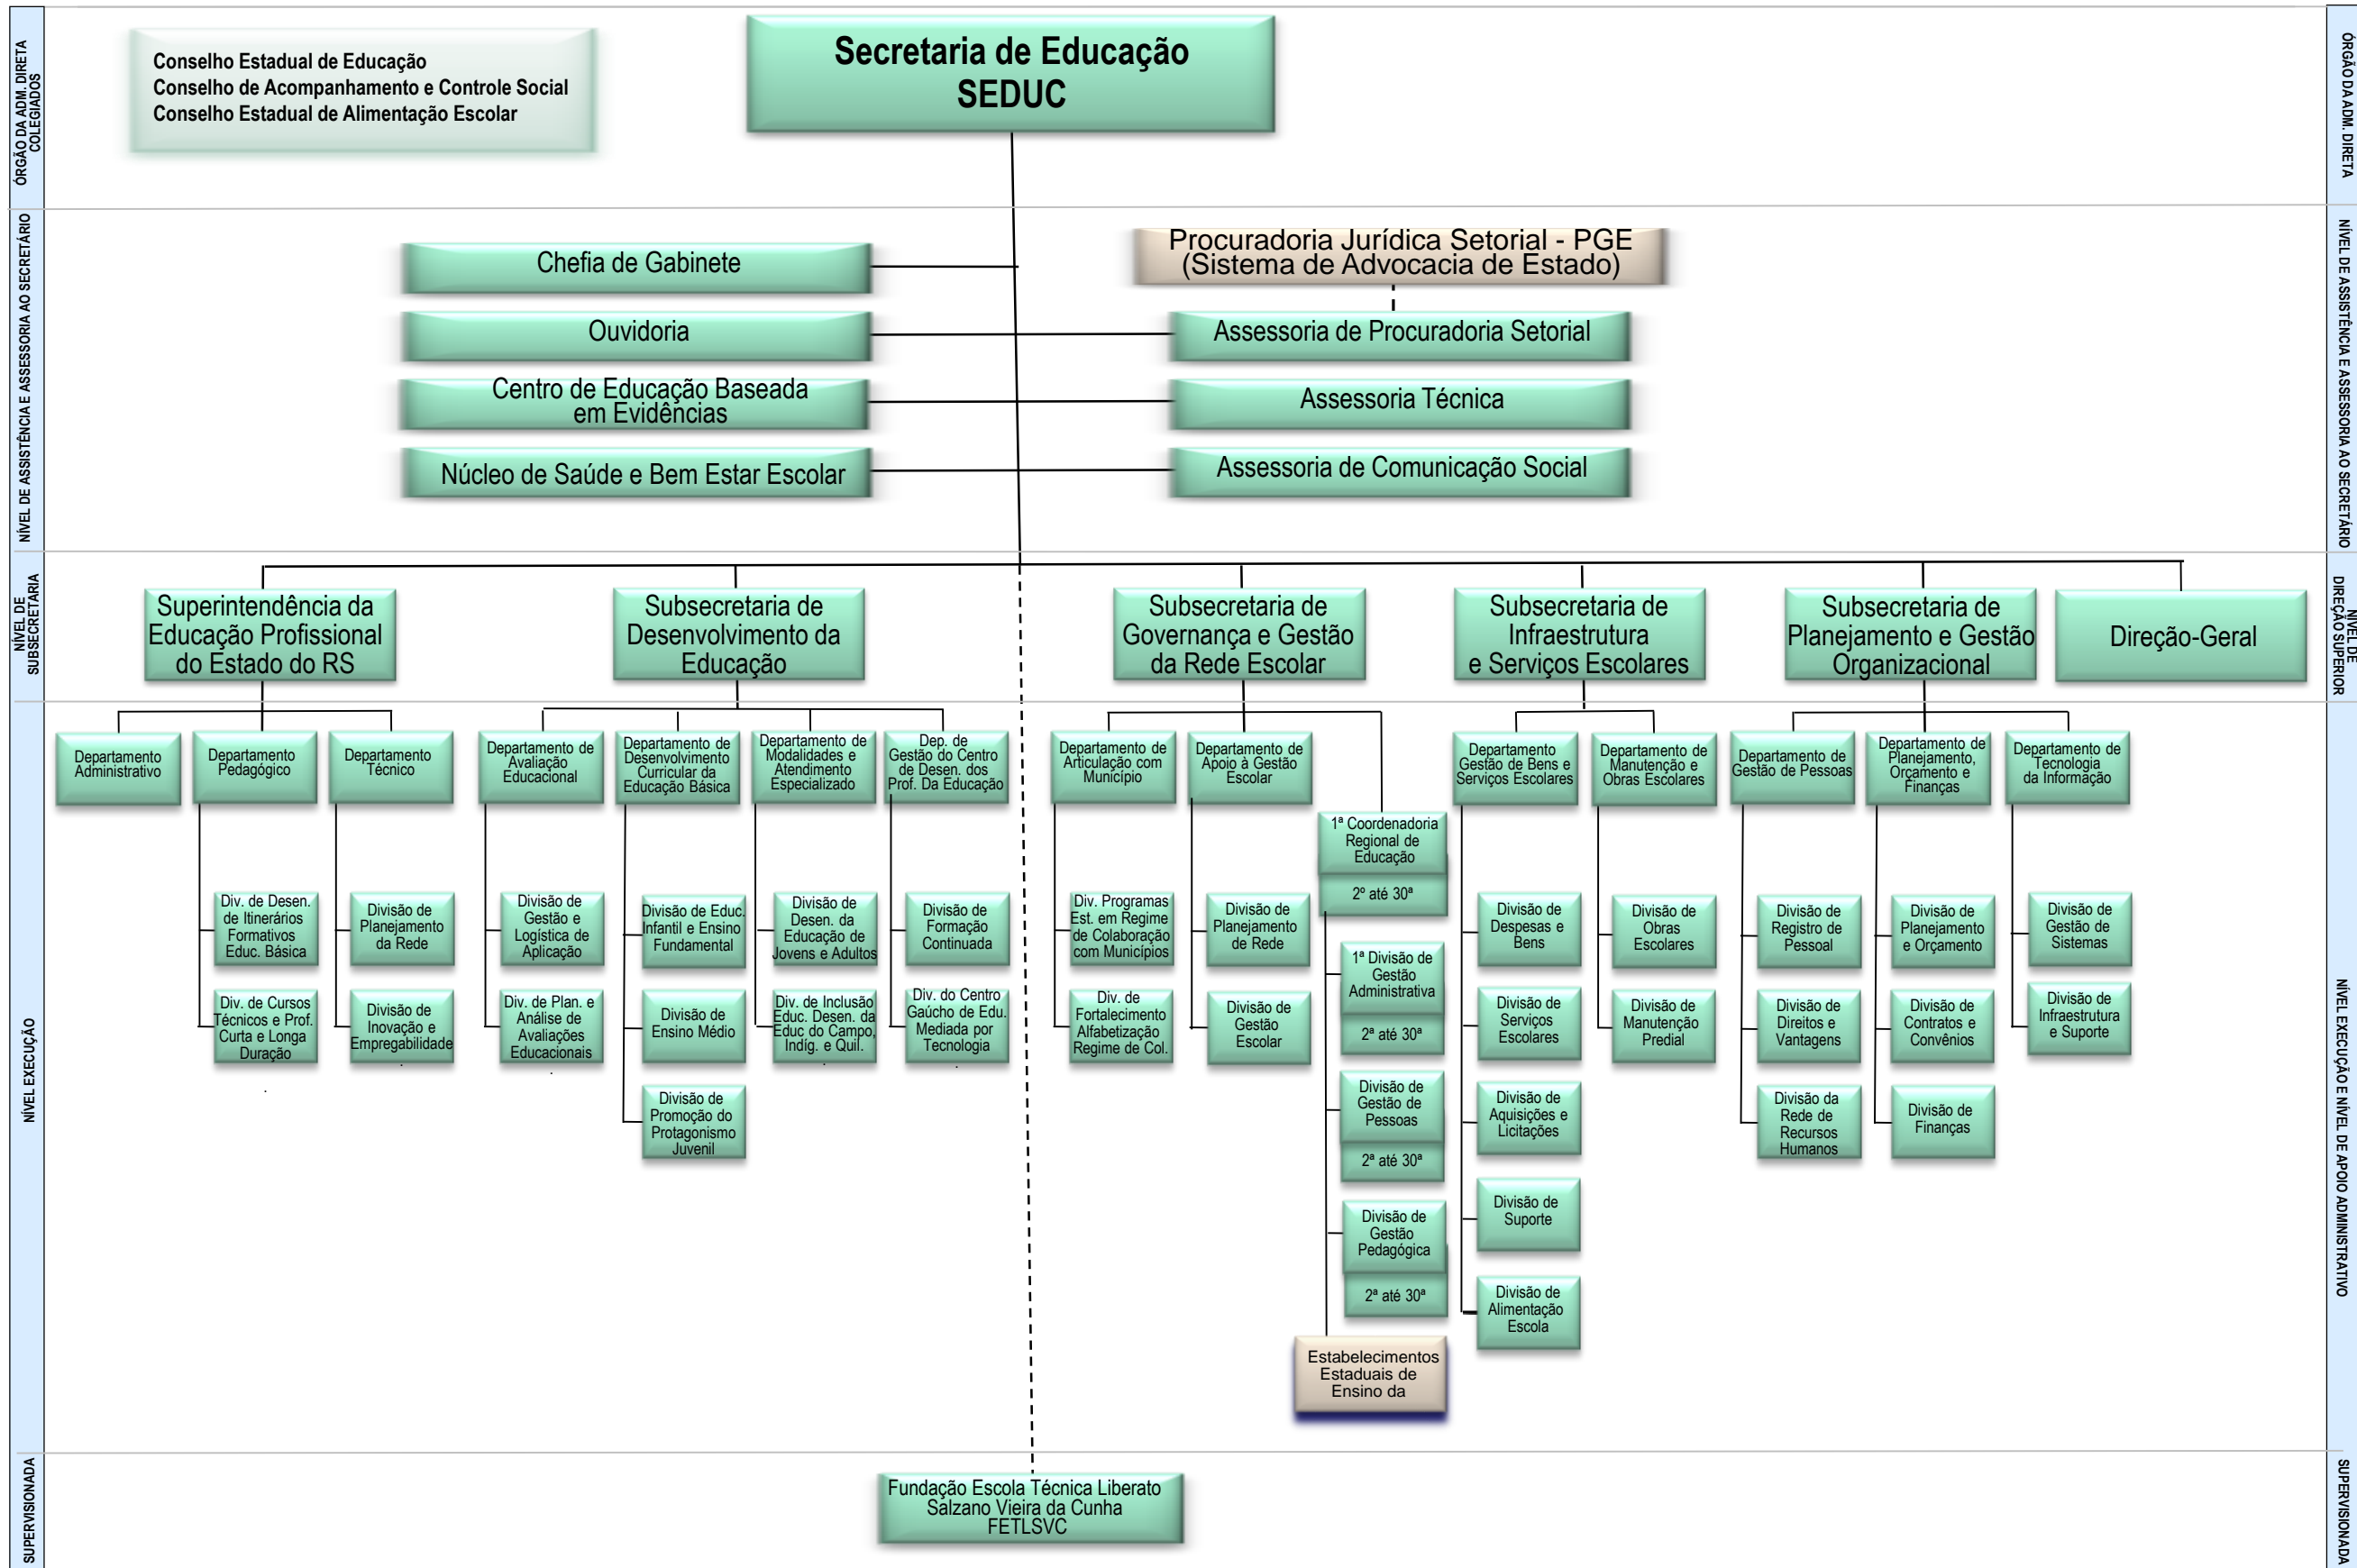 ÓRGÃO DA ADM. DIRETA
COLEGIADOS
Conselho Estadual de Educação
Conselho de Acompanhamento e Controle Social
Conselho Estadual de Alimentação Escolar
Secretaria de Educação
SEDUC
ÓRGÃO DA ADM. DIRETA
NÍVEL DE ASSISTÊNCIA E ASSESSORIA AO SECRETÁRIO
Chefia de Gabinete
Procuradoria Jurídica Setorial - PGE
(Sistema de Advocacia de Estado)
Ouvidoria
Assessoria de Procuradoria Setorial
Centro de Educação Baseada
em Evidências
Assessoria Técnica
Núcleo de Saúde e Bem Estar Escolar
Assessoria de Comunicação Social
NÍVEL DE ASSISTÊNCIA E ASSESSORIA AO SECRETÁRIO
NÍVEL DE
SUBSECRETARIA
Superintendência da
Educação Profissional
do Estado do RS
Subsecretaria de
Desenvolvimento da
Educação
Subsecretaria de
Governança e Gestão
da Rede Escolar
Subsecretaria de
Infraestrutura
e Serviços Escolares
Subsecretaria de
Planejamento e Gestão
Organizacional
Direção-Geral
NÍVEL DE
DIREÇÃO SUPERIOR
NÍVEL EXECUÇÃO
Departamento
Administrativo
Departamento
Pedagógico
Departamento
Técnico
Departamento de
Avaliação
Educacional
Departamento de
Desenvolvimento
Curricular da
Educação Básica
Departamento de
Modalidades e
Atendimento
Especializado
Dep. de
Gestão do Centro
de Desen. dos
Prof. Da Educação
Departamento de
Articulação com
Município
Departamento de
Apoio à Gestão
Escolar
Departamento
Gestão de Bens e
Serviços Escolares
Departamento de
Manutenção e
Obras Escolares
Departamento de
Gestão de Pessoas
Departamento de
Planejamento,
Orçamento e
Finanças
Departamento de
Tecnologia
da Informação
1ª Coordenadoria
Regional de
Educação
2º até 30ª
Div. de Desen.
de Itinerários
Formativos
Educ. Básica
Divisão de
Planejamento
da Rede
Divisão de
Gestão e
Logística de
Aplicação
Divisão de Educ.
Infantil e Ensino
Fundamental
Divisão de
Desen. da
Educação de
Jovens e Adultos
Divisão de
Formação
Continuada
Div. Programas
Est. em Regime
de Colaboração
com Municípios
Divisão de
Planejamento
de Rede
1ª Divisão de
Gestão
Administrativa
2ª até 30ª
Divisão de
Despesas e
Bens
Divisão de
Obras
Escolares
Divisão de
Registro de
Pessoal
Divisão de
Planejamento
e Orçamento
Divisão de
Gestão de
Sistemas
Div. de Cursos
Técnicos e Prof.
Curta e Longa
Duração
.
Divisão de
Inovação e
Empregabilidade
.
Div. de Plan. e
Análise de
Avaliações
Educacionais
.
Divisão de
Ensino Médio
Div. de Inclusão
Educ. Desen. da
Educ do Campo,
Indíg. e Quil.
.
Div. do Centro
Gaúcho de Edu.
Mediada por
Tecnologia
.
Div. de
Fortalecimento
Alfabetização
Regime de Col.
Divisão de
Gestão
Escolar
Divisão de
Serviços
Escolares
Divisão de
Manutenção
Predial
Divisão de
Direitos e
Vantagens
Divisão de
Contratos e
Convênios
Divisão de
Infraestrutura
e Suporte
Divisão de
Promoção do
Protagonismo
Juvenil
Divisão de
Gestão de
Pessoas
2ª até 30ª
Divisão de
Aquisições e
Licitações
Divisão da
Rede de
Recursos
Humanos
Divisão de
Finanças
Divisão de
Gestão
Pedagógica
2ª até 30ª
Divisão de
Suporte
Divisão de
Alimentação
Escola
Estabelecimentos
Estaduais de
Ensino da
NÍVEL EXECUÇÃO E NÍVEL DE APOIO ADMINISTRATIVO
SUPERVISIONADA
Fundação Escola Técnica Liberato
Salzano Vieira da Cunha
FETLSVC
SUPERVISIONADA